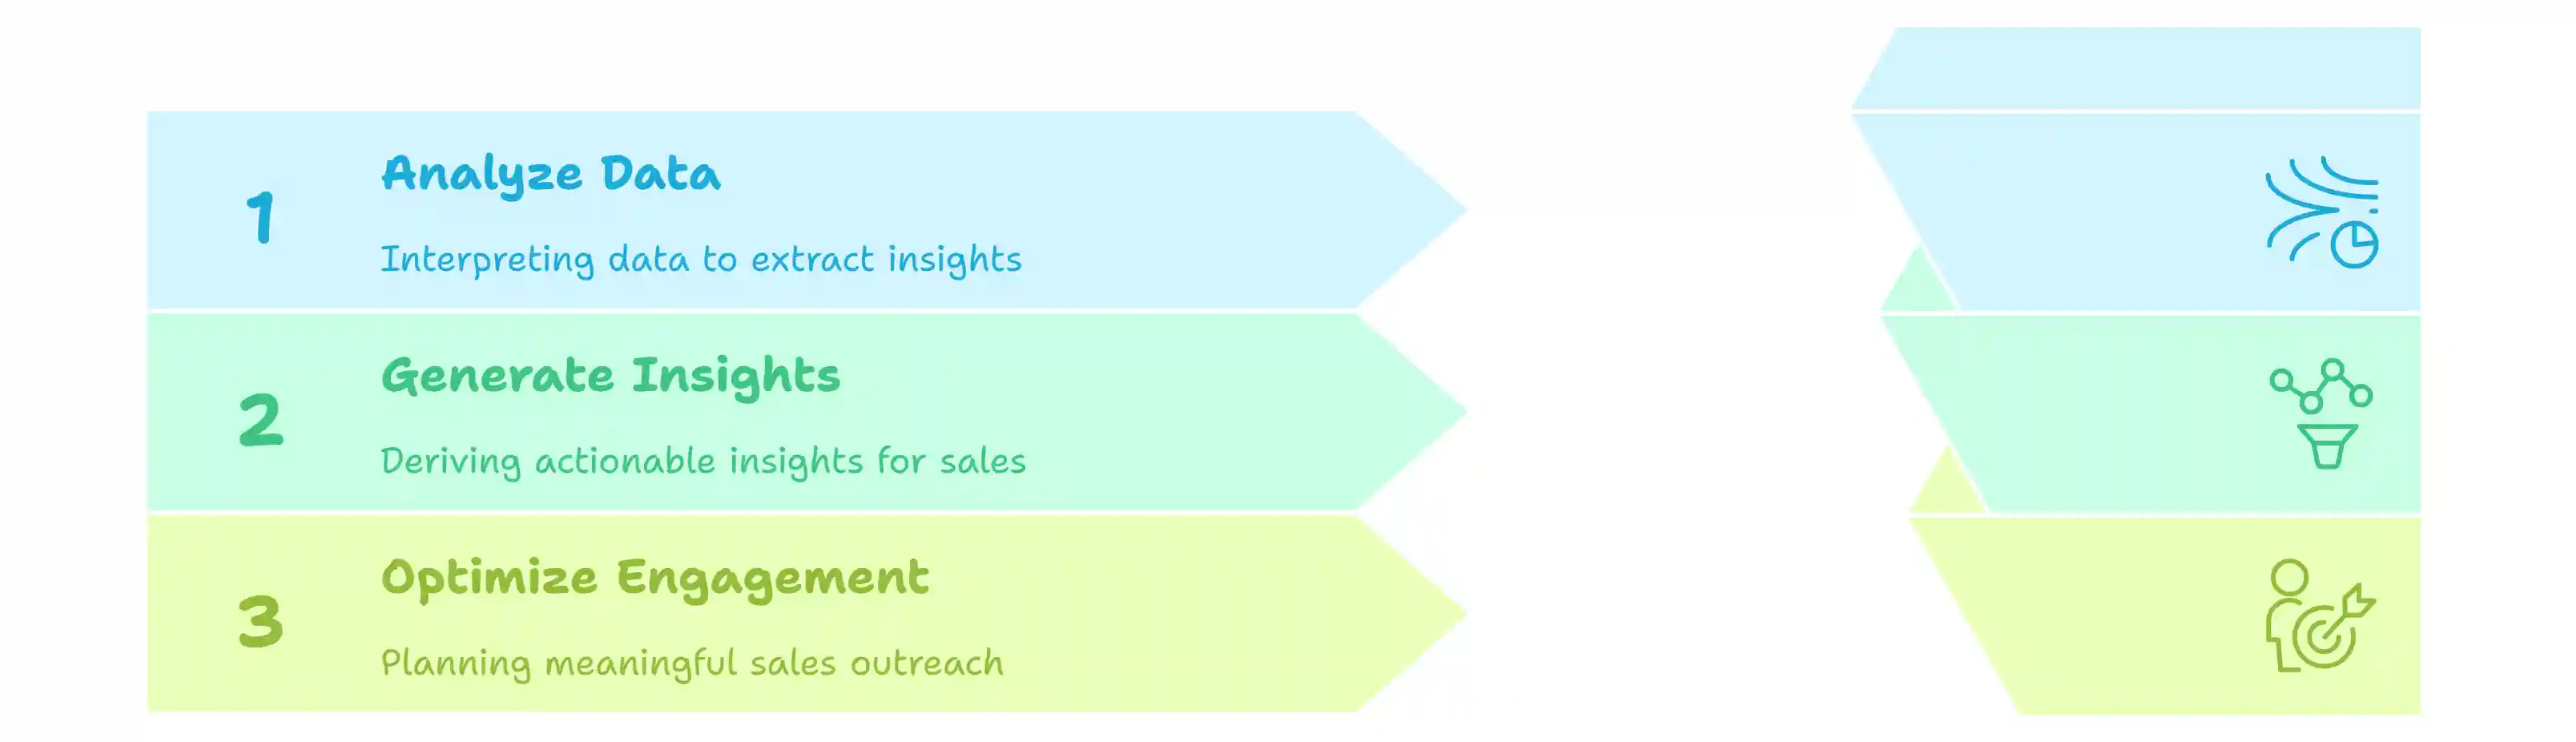 1
Analyze Data
Interpreting data to extract insights
2
Generate Insights
Deriving actionable insights for sales
3
Optimize Engagement
Planning meaningful sales outreach